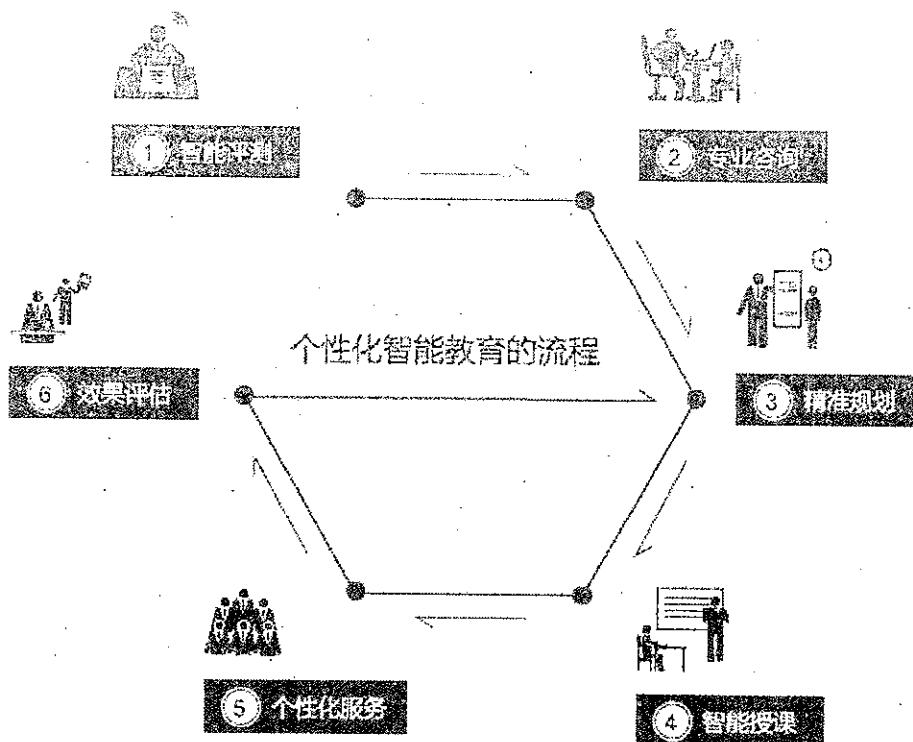 1 智能评测
2 专业咨询
个性化智能教育的流程
3 精准规划
6 效果评估
5 个性化服务
4 智能授课